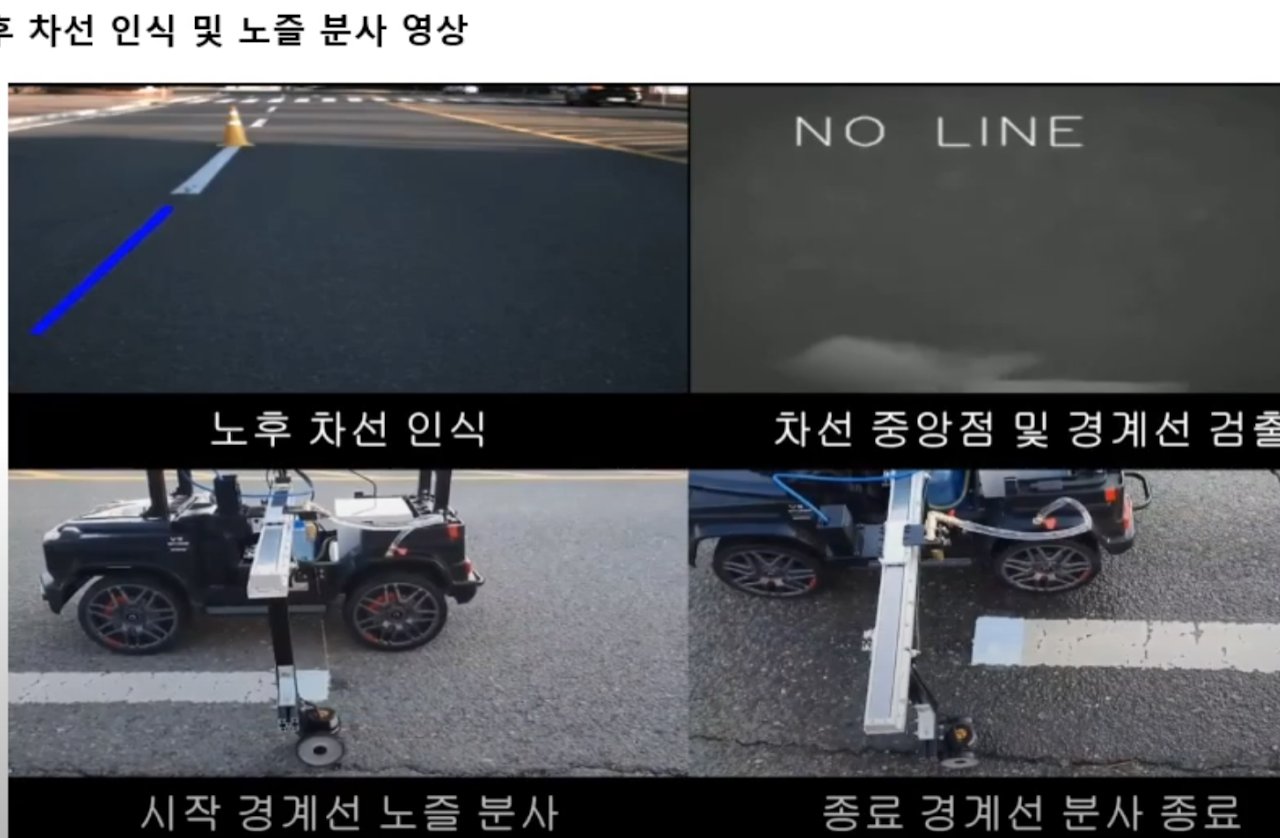 후 차선 인식 및 노즐 분사 영상
NO LINE
노후 차선 인식
차선 중앙점 및 경계선 검출
시작 경계선 노즐 분사
종료 경계선 분사 종료